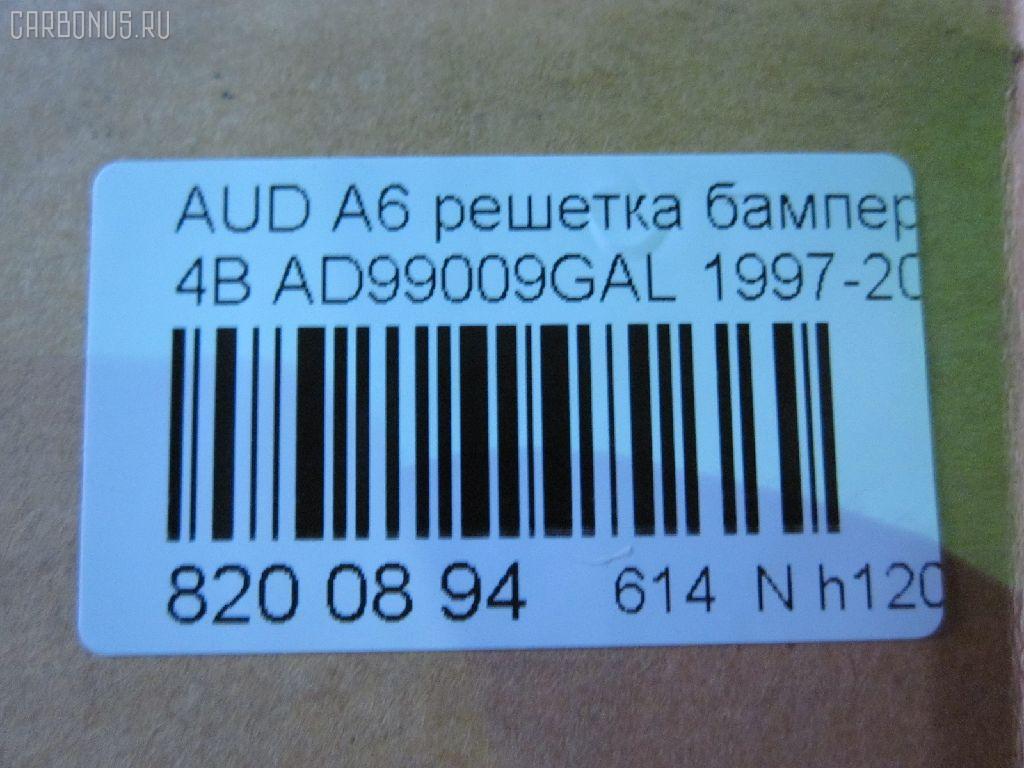 CARBONUS.RU
AUD A6 решетка бампер
4B AD99009GAL 1997-20
820 08 94 614 N h120